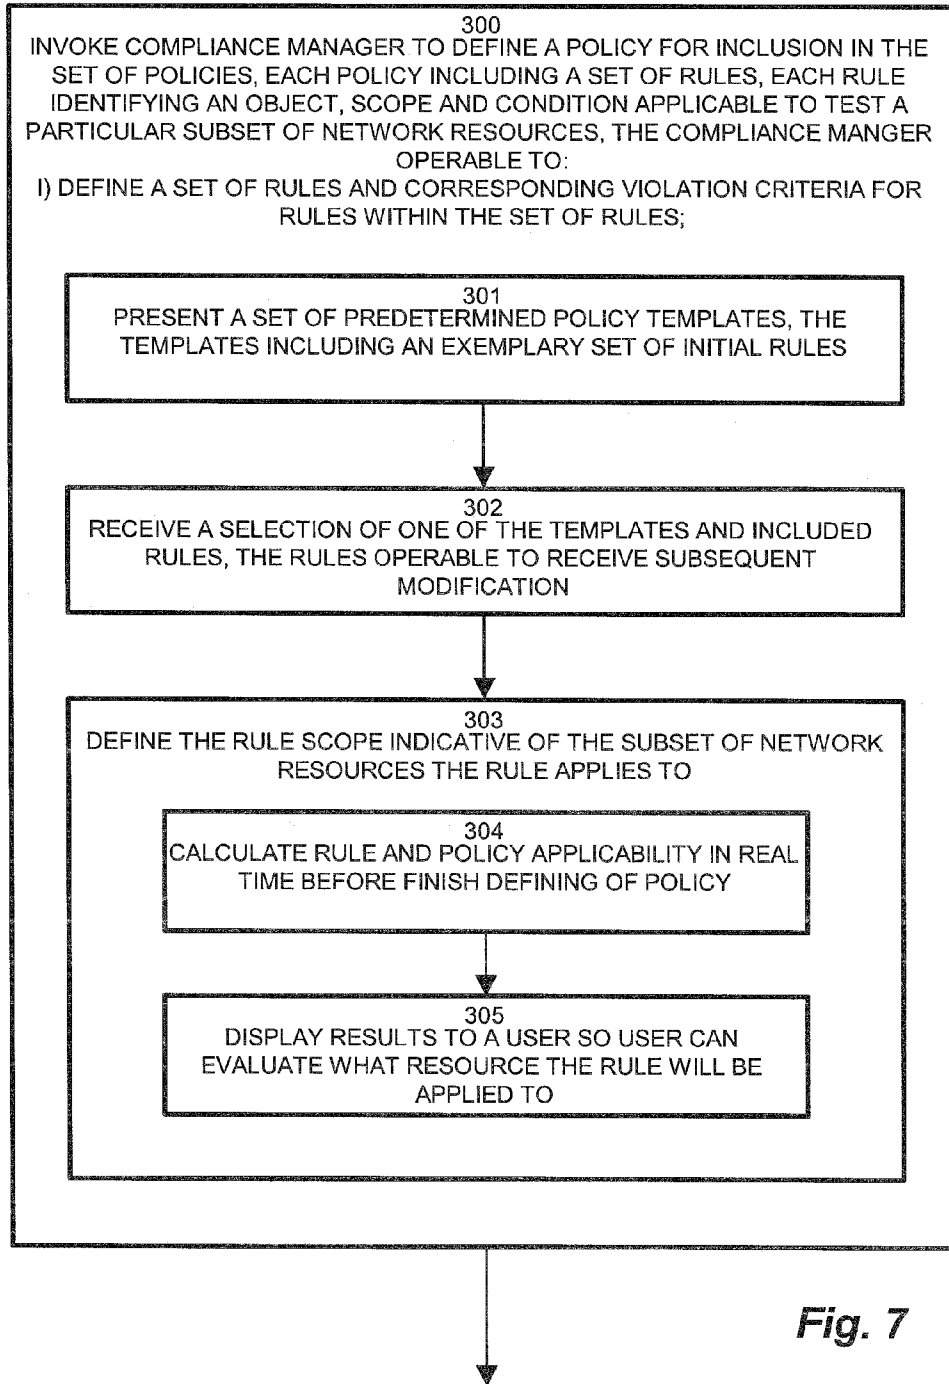 300
INVOKE COMPLIANCE MANAGER TO DEFINE A POLICY FOR INCLUSION IN THE
SET OF POLICIES, EACH POLICY INCLUDING A SET OF RULES, EACH RULE
IDENTIFYING AN OBJECT, SCOPE AND CONDITION APPLICABLE TO TEST A
PARTICULAR SUBSET OF NETWORK RESOURCES, THE COMPLIANCE MANGER
OPERABLE TO:
I) DEFINE A SET OF RULES AND CORRESPONDING VIOLATION CRITERIA FOR
RULES WITHIN THE SET OF RULES;
301
PRESENT A SET OF PREDETERMINED POLICY TEMPLATES, THE
TEMPLATES INCLUDING AN EXEMPLARY SET OF INITIAL RULES
302
RECEIVE A SELECTION OF ONE OF THE TEMPLATES AND INCLUDED
RULES, THE RULES OPERABLE TO RECEIVE SUBSEQUENT
MODIFICATION
303
DEFINE THE RULE SCOPE INDICATIVE OF THE SUBSET OF NETWORK
RESOURCES THE RULE APPLIES TO
304
CALCULATE RULE AND POLICY APPLICABILITY IN REAL
TIME BEFORE FINISH DEFINING OF POLICY
305
DISPLAY RESULTS TO A USER SO USER CAN
EVALUATE WHAT RESOURCE THE RULE WILL BE
APPLIED TO
Fig. 7